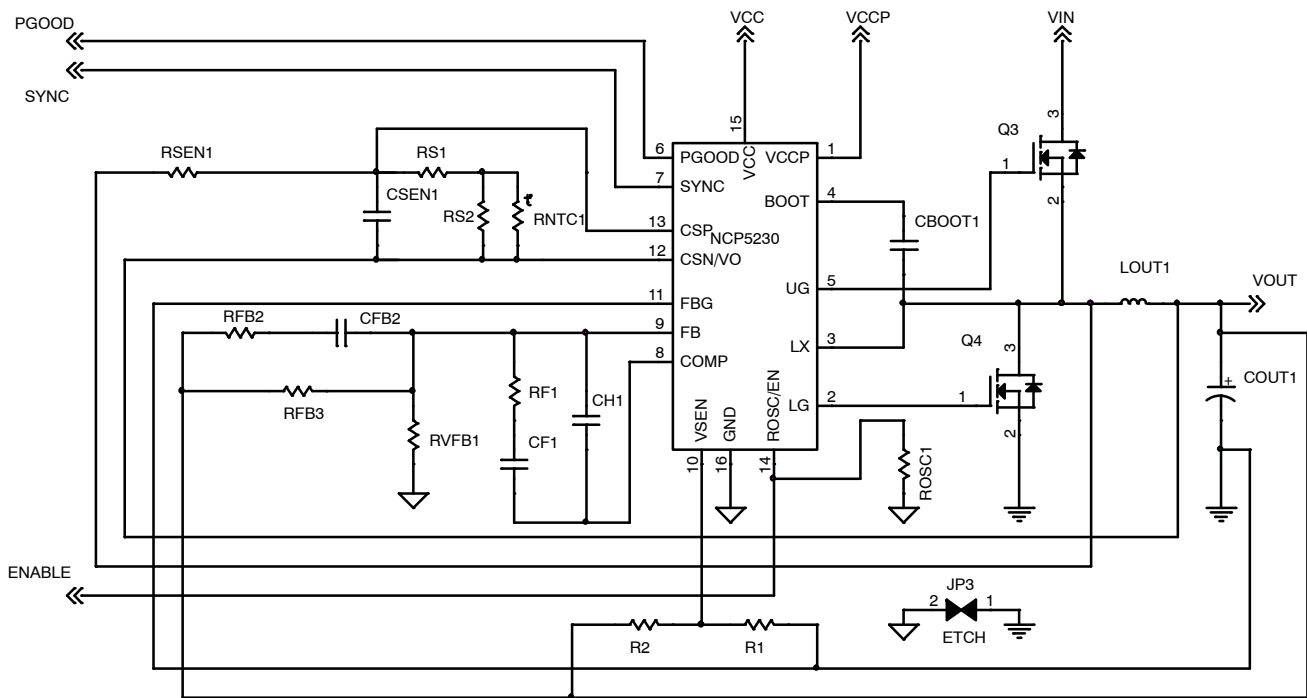 PGOOD
VCC
VCCP
VIN
SYNC
15
3
Q3
RSEN1
RS1
6
PGOOD
VCC
VCCP
1
1
7
SYNC
4
2
CSEN1
BOOT
RS2
t
RNTC1
CBOOT1
13
CSP
NCP5230
12
CSN/VO
LOUT1
VOUT
UG
5
11
FBG
RFB2
CFB2
9
FB
Q4
3
8
COMP
LX
3
COUT1
+
RFB3
RF1
CH1
VSEN
GND
ROSC/EN
LG
2
1
2
RVFB1
CF1
10
16
14
ROSC1
ENABLE
JP3
2
1
ETCH
R2
R1